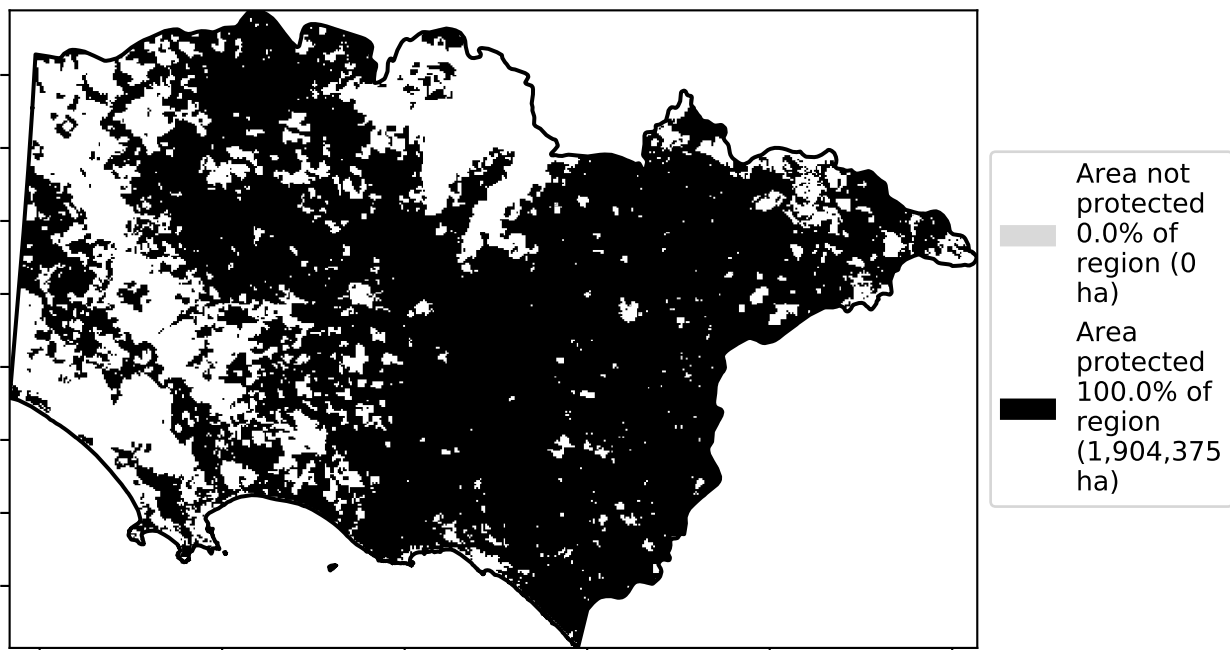 Area not
protected
0.0% of
region (0
ha)
Area
protected
100.0% of
region
(1,904,375
ha)